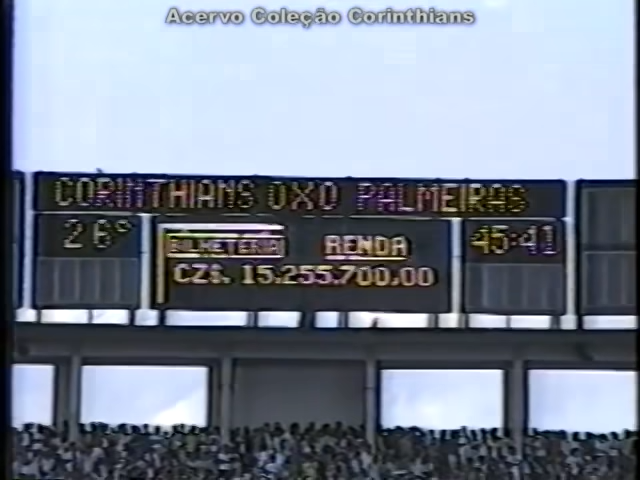 Acervo Coleção Corinthians
CORINTHIANS 0X0 PALMEIRAS
26°
BILHETERIA RENDA
45:41
CZ$. 15.255.700,00